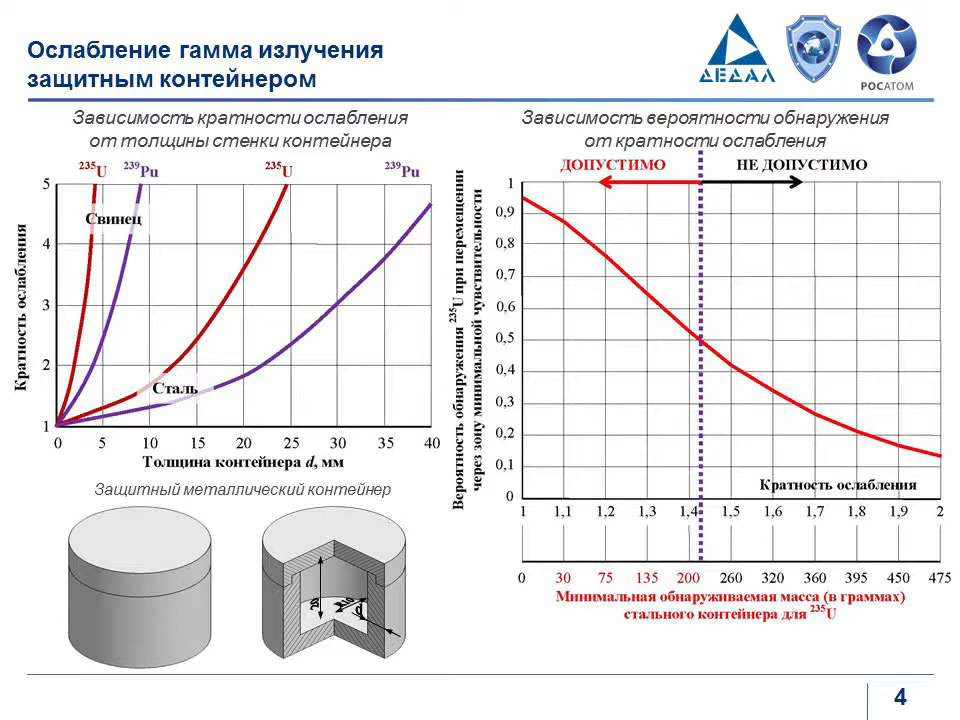 Ослабление гамма излучения
защитным контейнером
ДЕДАЛ
РОСАТОМ
Зависимость кратности ослабления
от толщины стенки контейнера
235U 239Pu 235U 239Pu
Кратность ослабления
5
4
3
2
1
Свинец
Сталь
0 5 10 15 20 25 30 35 40
Толщина контейнера d, мм
Защитный металлический контейнер
20
R10
d
Зависимость вероятности обнаружения
от кратности ослабления
ДОПУСТИМО НЕ ДОПУСТИМО
Вероятность обнаружения 235U при перемещении
через зону минимальной чувствительности
1
0,9
0,8
0,7
0,6
0,5
0,4
0,3
0,2
0,1
0
Кратность ослабления
1 1,1 1,2 1,3 1,4 1,5 1,6 1,7 1,8 1,9 2
0 30 75 135 200 260 320 360 395 450 475
Минимальная обнаруживаемая масса (в граммах)
стального контейнера для 235U
4